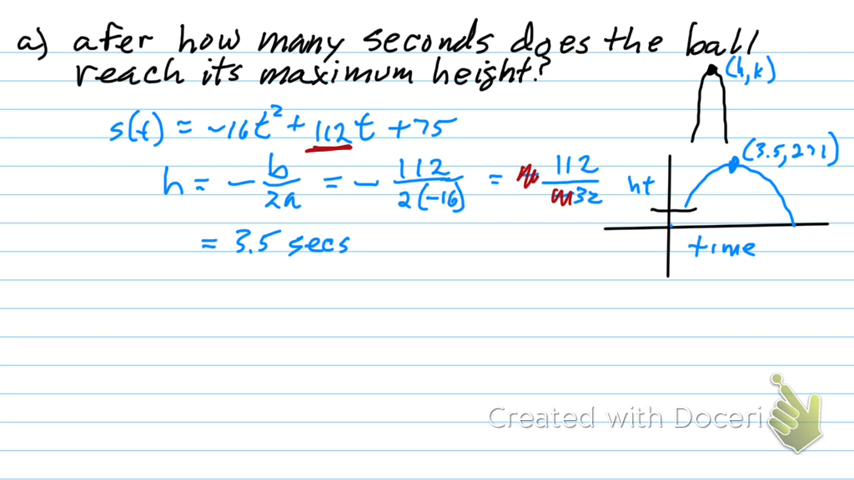 a) afer how many seconds does the ball
reach its maximum height?
(h,k)
s(t) = -16t² + 112t + 75
(3.5, 271)
h = - b/2a = - 112/2(-16) = 112/32
ht
= 3.5 secs
time
Created with Doceri